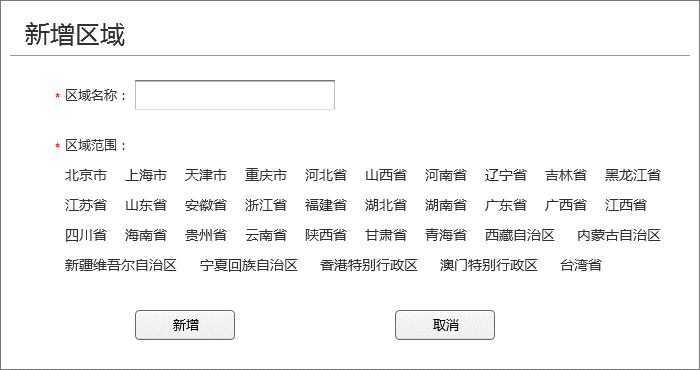 新增区域
* 区域名称：
* 区域范围：
北京市 上海市 天津市 重庆市 河北省 山西省 河南省 辽宁省 吉林省 黑龙江省
江苏省 山东省 安徽省 浙江省 福建省 湖北省 湖南省 广东省 广西省 江西省
四川省 海南省 贵州省 云南省 陕西省 甘肃省 青海省 西藏自治区 内蒙古自治区
新疆维吾尔自治区 宁夏回族自治区 香港特别行政区 澳门特别行政区 台湾省
新增 取消